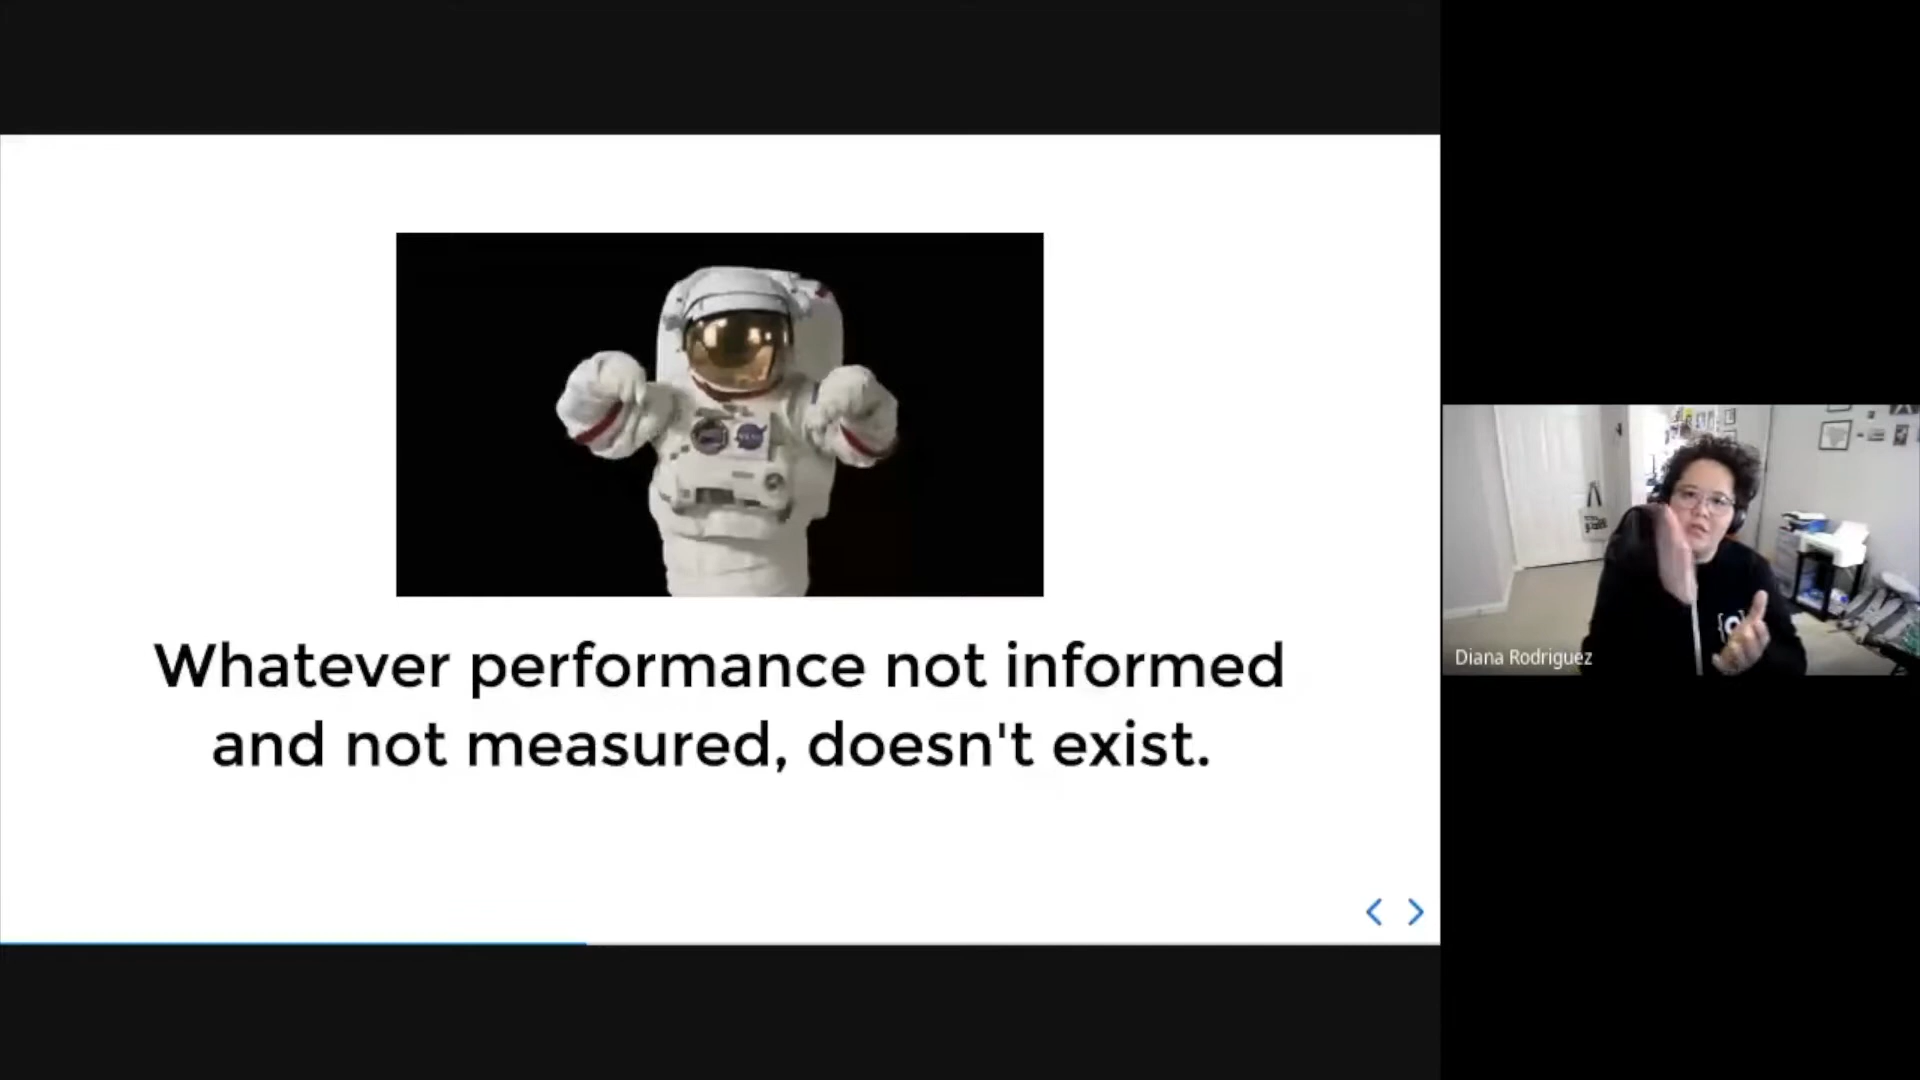 Whatever performance not informed
and not measured, doesn't exist.
Diana Rodriguez